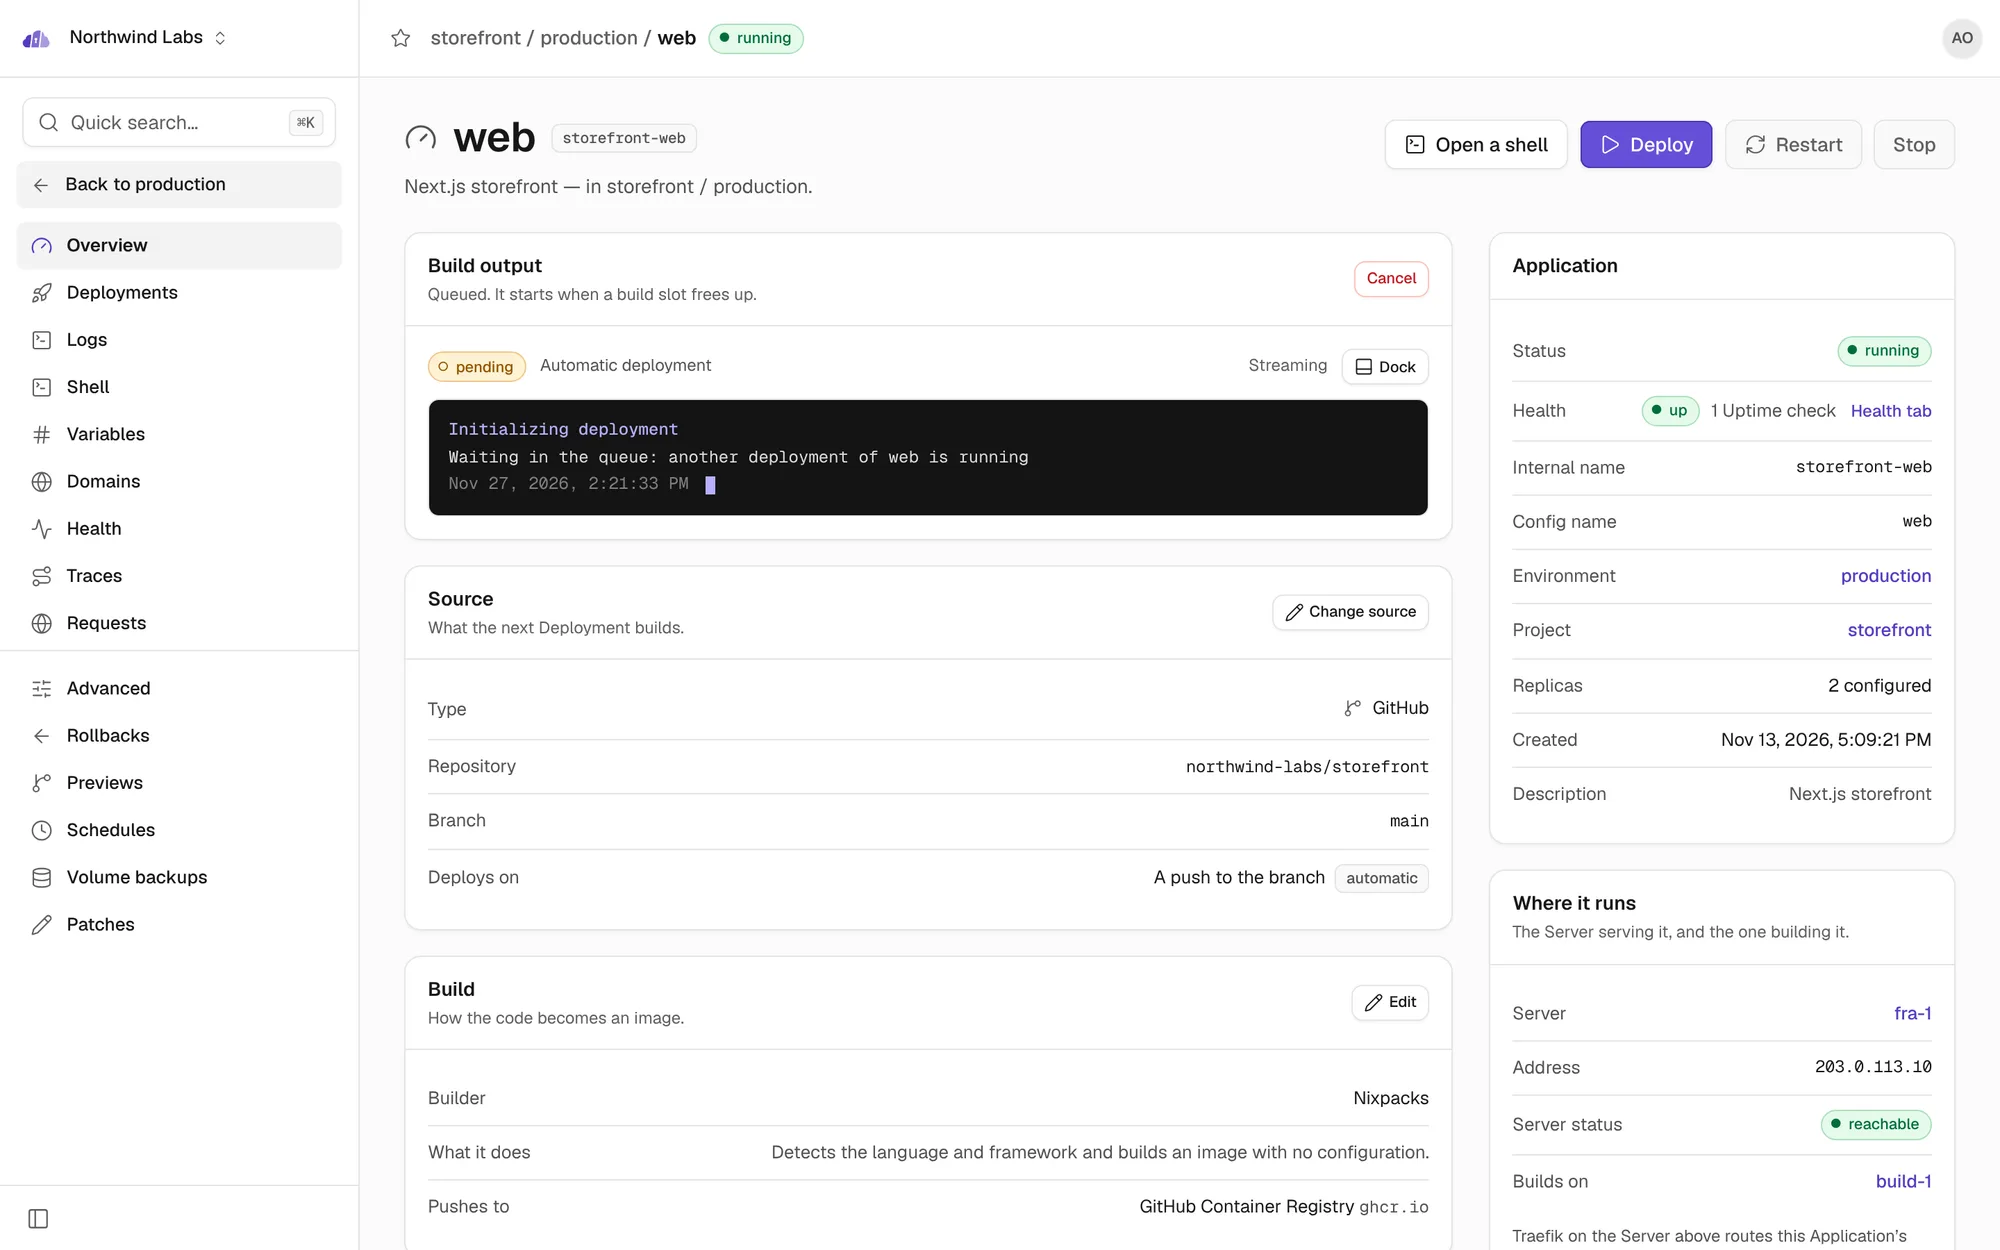 Northwind Labs
storefront / production / web running
AO
Quick search... ⌘K
Back to production
Overview
Deployments
Logs
Shell
Variables
Domains
Health
Traces
Requests
Advanced
Rollbacks
Previews
Schedules
Volume backups
Patches
web storefront-web
Next.js storefront — in storefront / production.
Open a shell
Deploy
Restart
Stop
Build output
Queued. It starts when a build slot frees up.
Cancel
pending Automatic deployment Streaming Dock
Initializing deployment
Waiting in the queue: another deployment of web is running
Nov 27, 2026, 2:21:33 PM
Source
What the next Deployment builds.
Change source
Type GitHub
Repository northwind-labs/storefront
Branch main
Deploys on A push to the branch automatic
Build
How the code becomes an image.
Edit
Builder Nixpacks
What it does Detects the language and framework and builds an image with no configuration.
Pushes to GitHub Container Registry ghcr.io
Application
Status running
Health up 1 Uptime check Health tab
Internal name storefront-web
Config name web
Environment production
Project storefront
Replicas 2 configured
Created Nov 13, 2026, 5:09:21 PM
Description Next.js storefront
Where it runs
The Server serving it, and the one building it.
Server fra-1
Address 203.0.113.10
Server status reachable
Builds on build-1
Traefik on the Server above routes this Application's